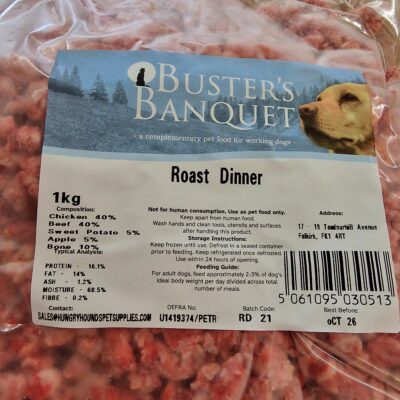 BUSTER'S
BANQUET
- a complementary pet food for working dogs -
Roast Dinner
1kg
Composition:
Chicken 40%
Beef 40%
Sweet Potato 5%
Apple 5%
Bone 10%
Typical Analysis:
PROTEIN - 16.1%
FAT - 14%
ASH - 1.2%
MOISTURE - 68.5%
FIBRE - 0.2%
Not for human consumption. Use as pet food only.
Keep apart from human food.
Wash hands and clean tools, utensils and surfaces
after handling this product.
Storage Instructions:
Keep frozen until use. Defrost in a sealed container
prior to feeding. Keep refrigerated once defrosted.
Use within 24 hours of opening.
Feeding Guide:
For adult dogs, feed approximately 2-3% of dog's
ideal body weight per day divided across total
number of meals.
Address:
17 - 19 Tamourhill Avenue
Falkirk, FK1 4RT
5 061095 030513
Contact:
SALES@HUNGRYHOUNDSPETSUPPLIES.COM
DEFRA No:
U1419374/PETR
Batch Code:
RD 21
Best Before:
oCT 26